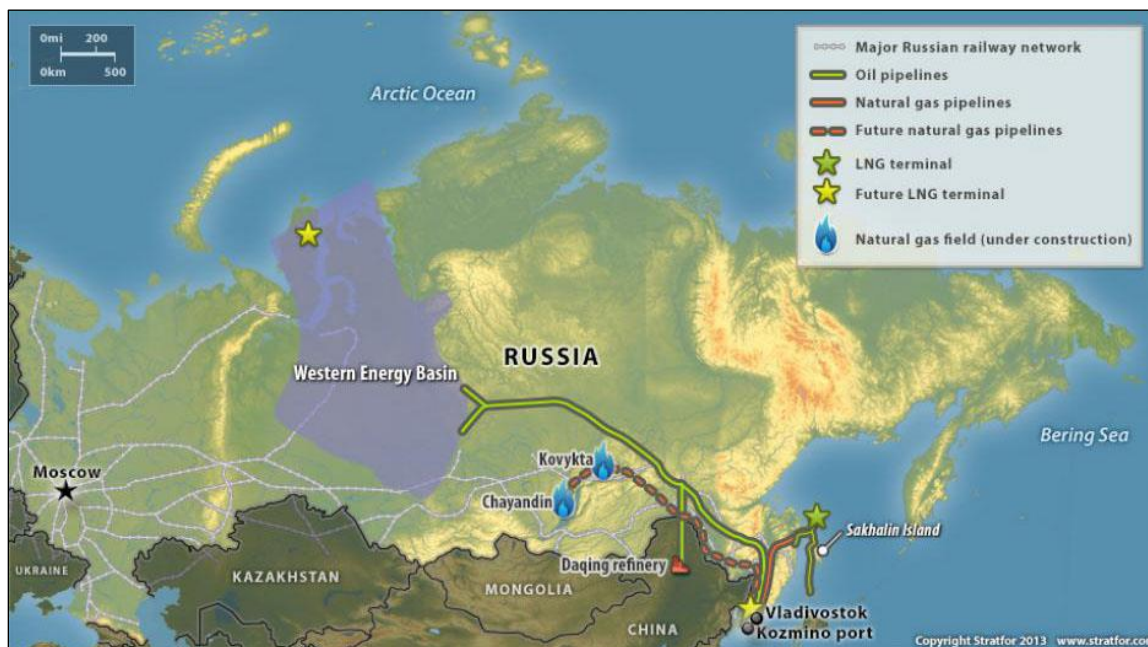 0mi 200
0km 500
Arctic Ocean
Major Russian railway network
Oil pipelines
Natural gas pipelines
Future natural gas pipelines
LNG terminal
Future LNG terminal
Natural gas field (under construction)
RUSSIA
Western Energy Basin
Bering Sea
Moscow
Kovykta
Chayandin
Sakhalin Island
UKRAINE
KAZAKHSTAN
MONGOLIA
Daqing refinery
CHINA
Vladivostok
Kozmino port
Copyright Stratfor 2013 www.stratfor.co